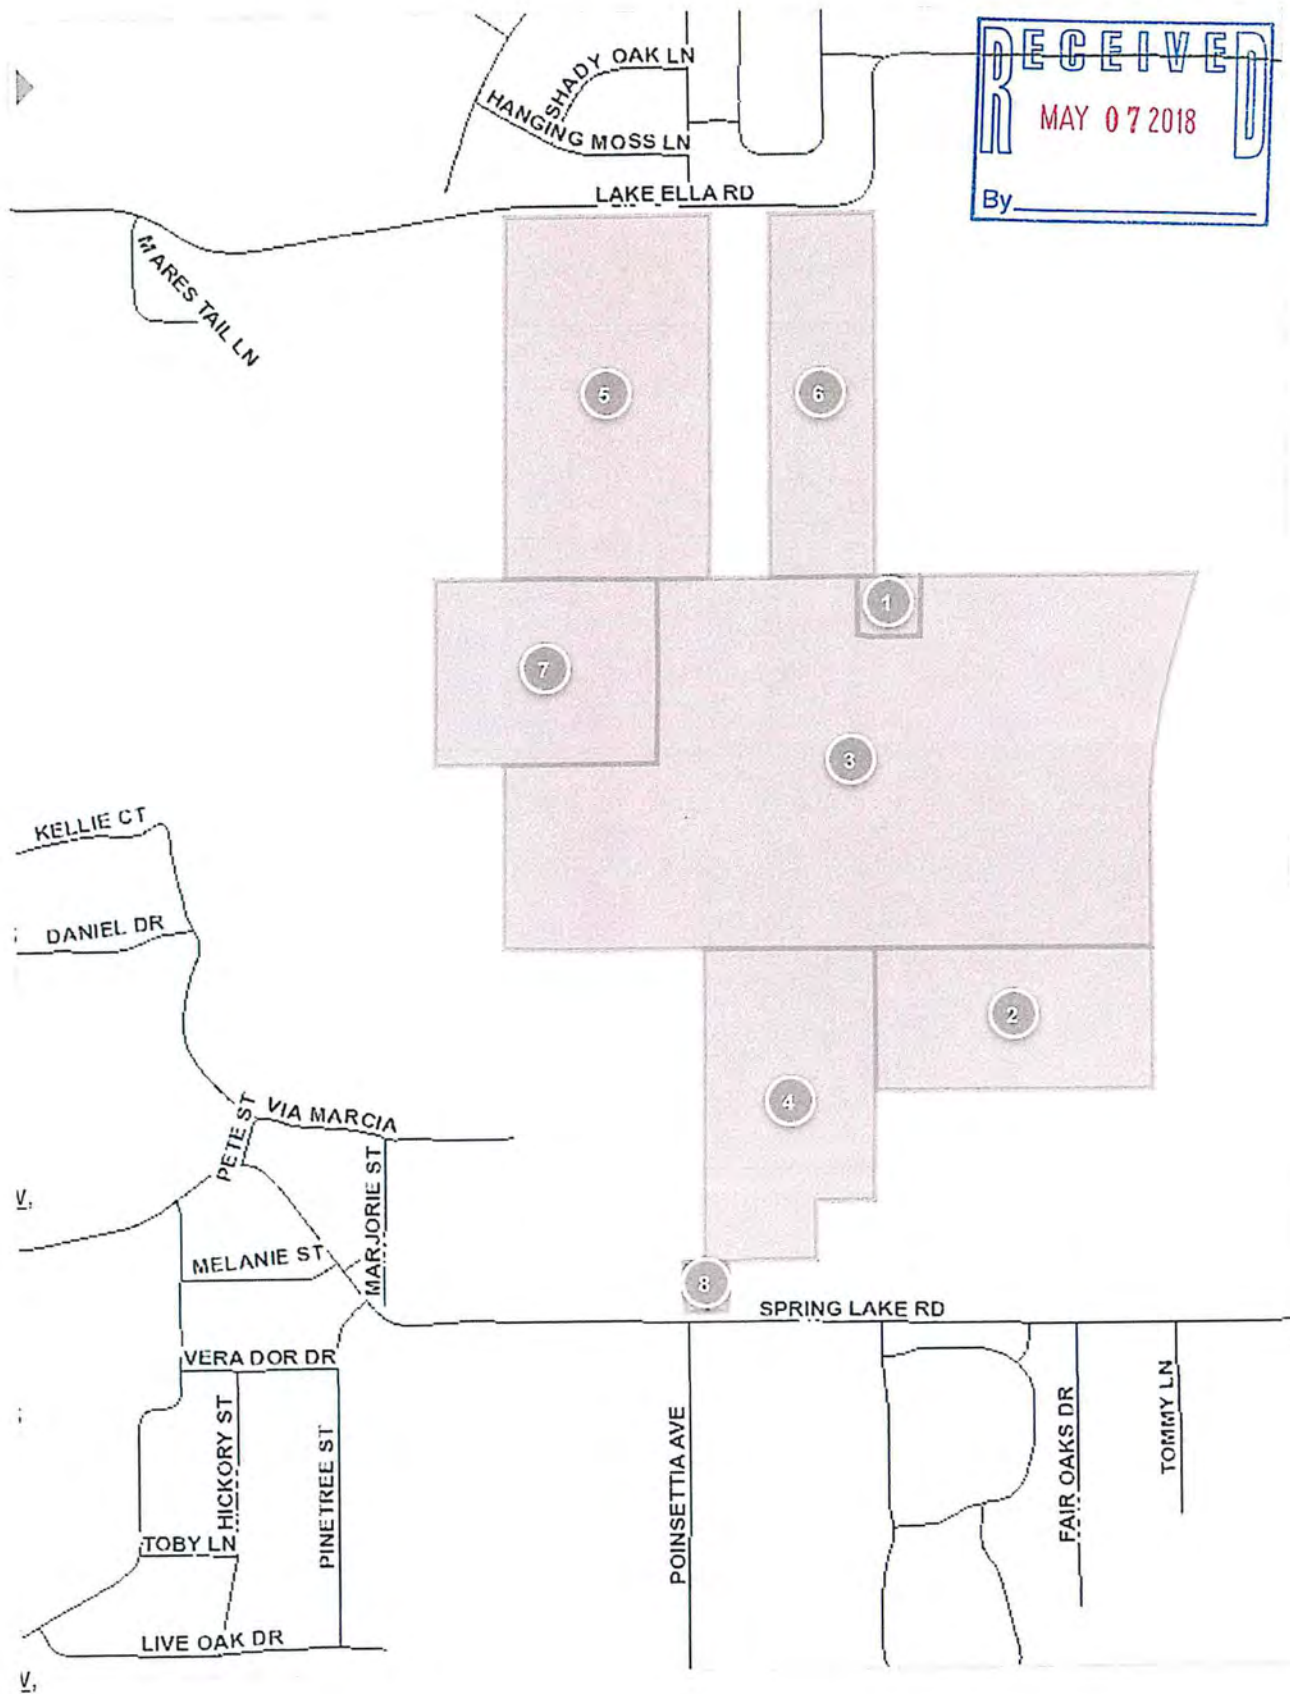 RECEIVED
MAY 07 2018
By
SHADY OAK LN
HANGING MOSS LN
LAKE ELLA RD
MARES TAIL LN
5
6
1
7
3
KELLIE CT
DANIEL DR
2
4
PETE ST
VIA MARCIA
V,
MARJORIE ST
MELANIE ST
8
SPRING LAKE RD
VERA DOR DR
HICKORY ST
PINETREE ST
POINSETTIA AVE
FAIR OAKS DR
TOMMY LN
TOBY LN
LIVE OAK DR
V,